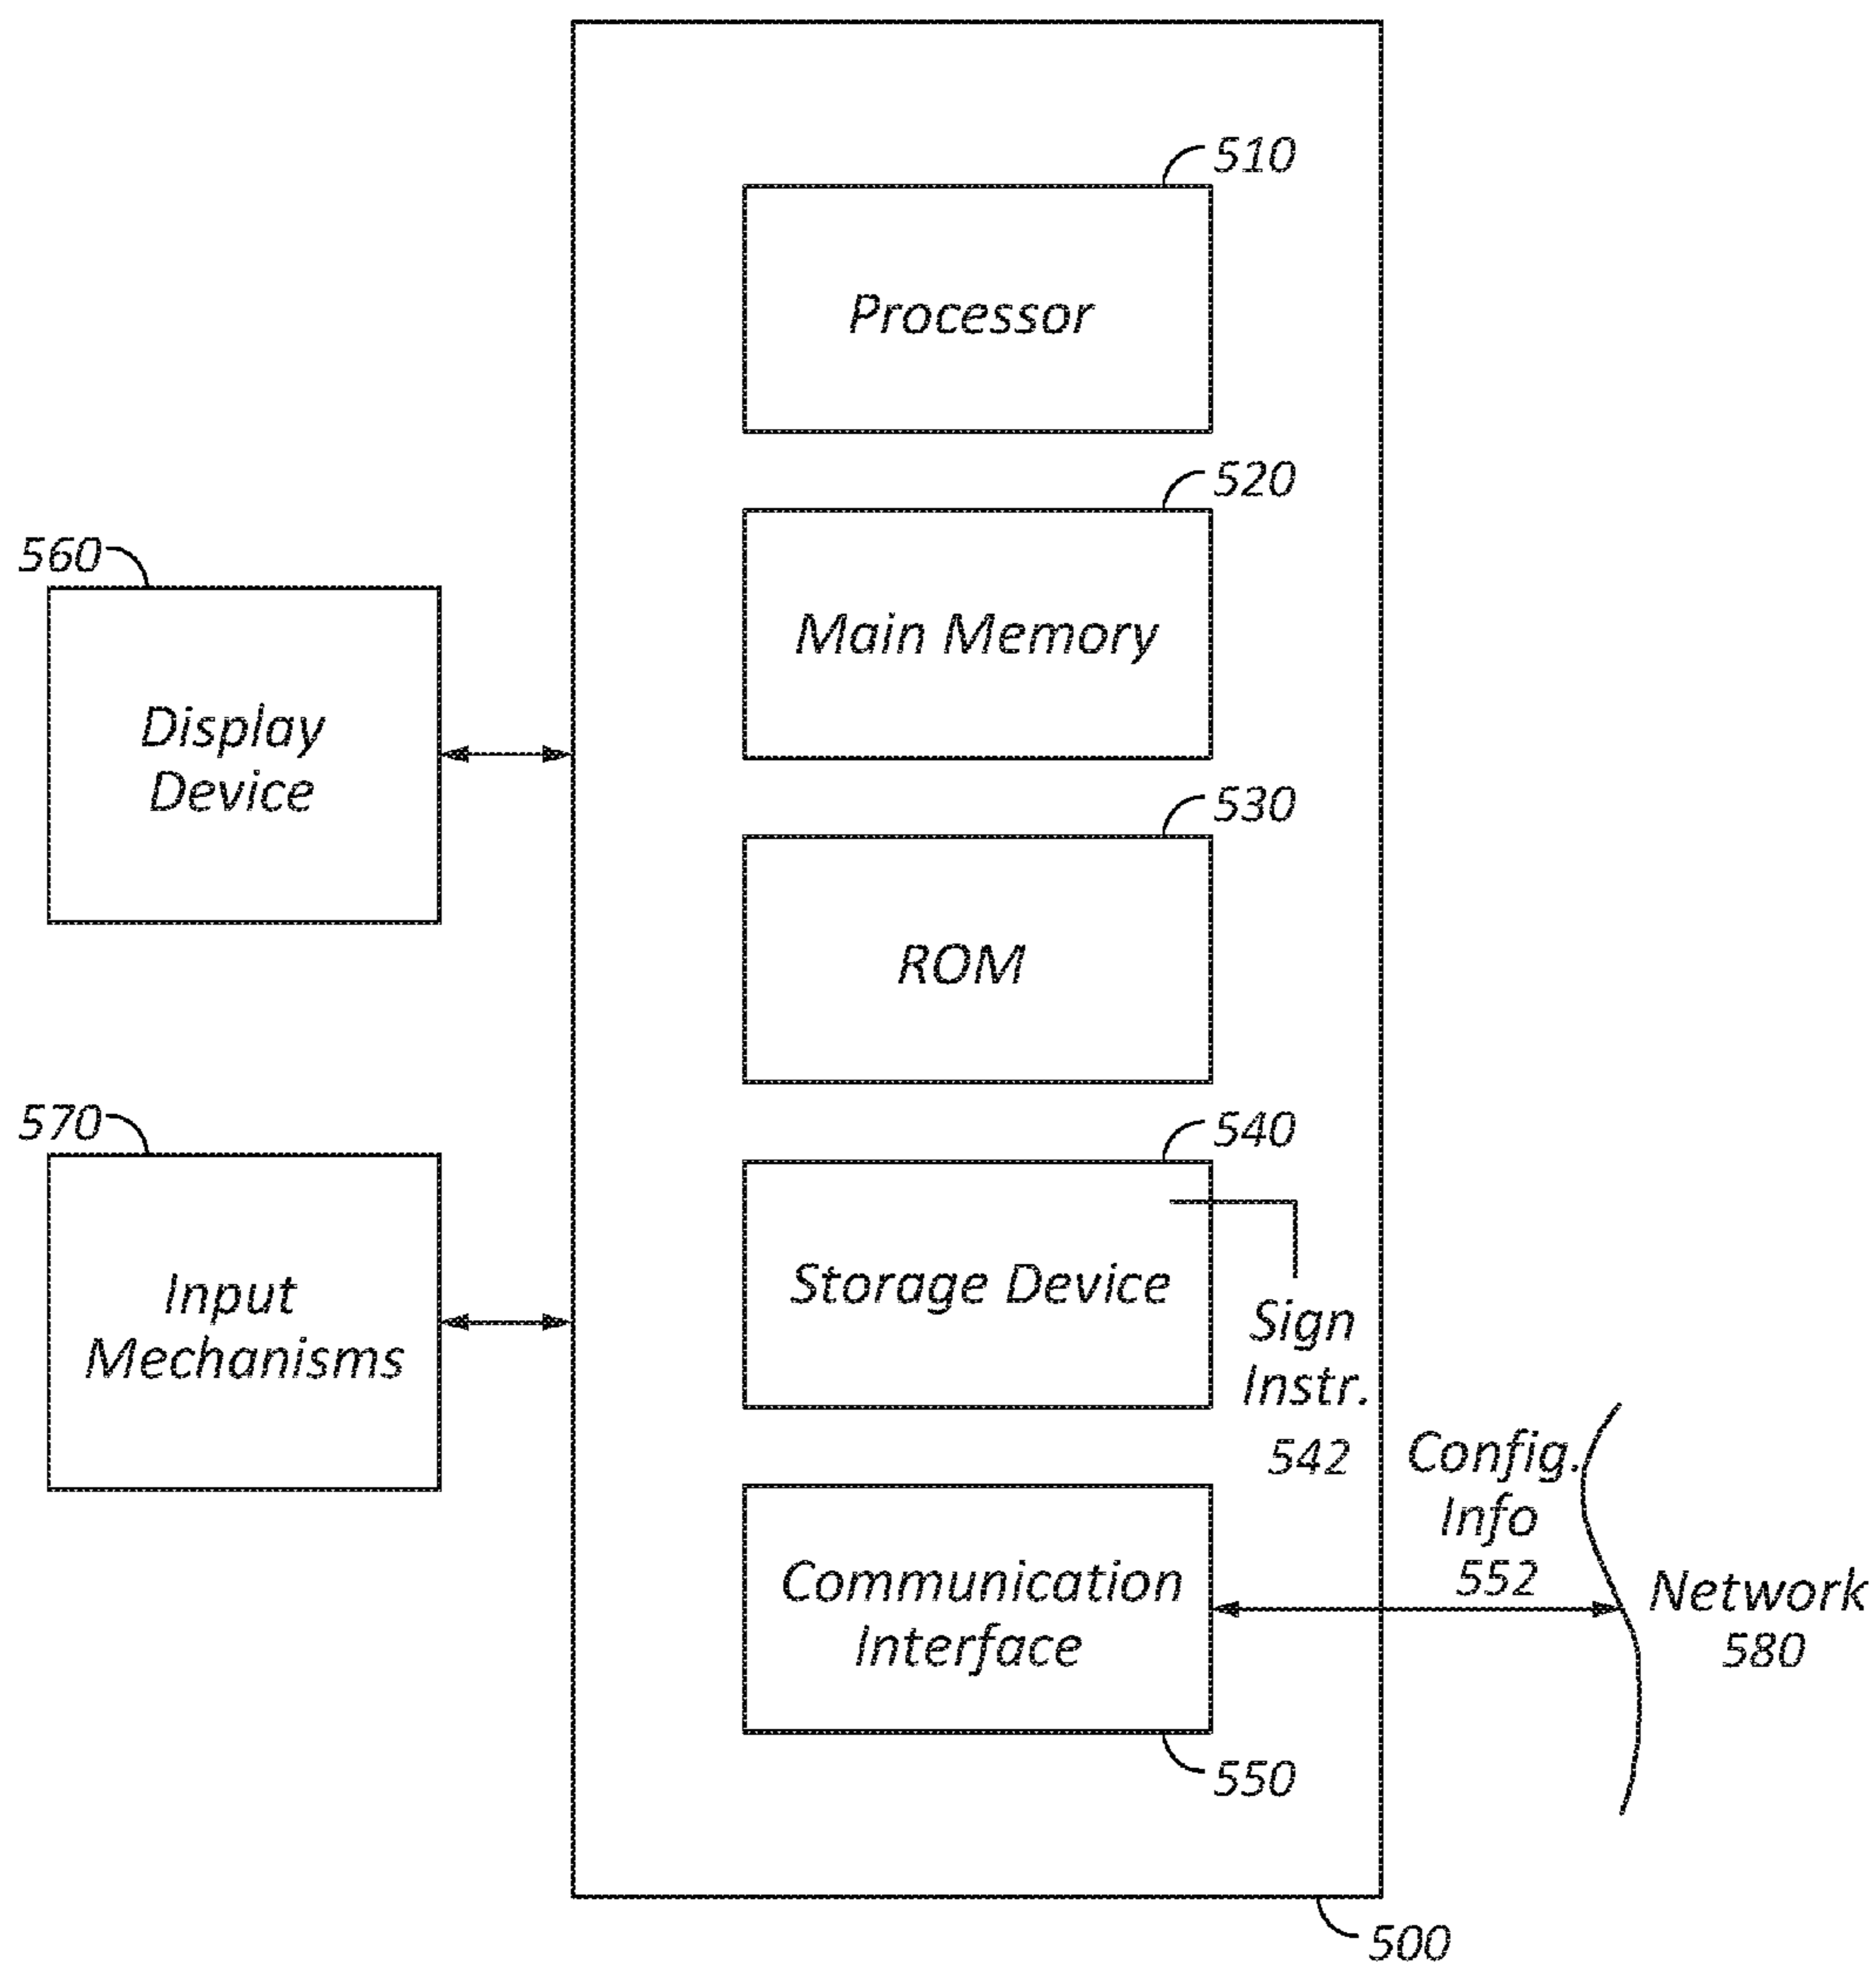 510
Processor
520
Main Memory
560
Display
Device
530
ROM
570
Input
Mechanisms
540
Storage Device
Sign
Instr.
542
Config.
Info
552
Communication
Interface
Network
580
550
500